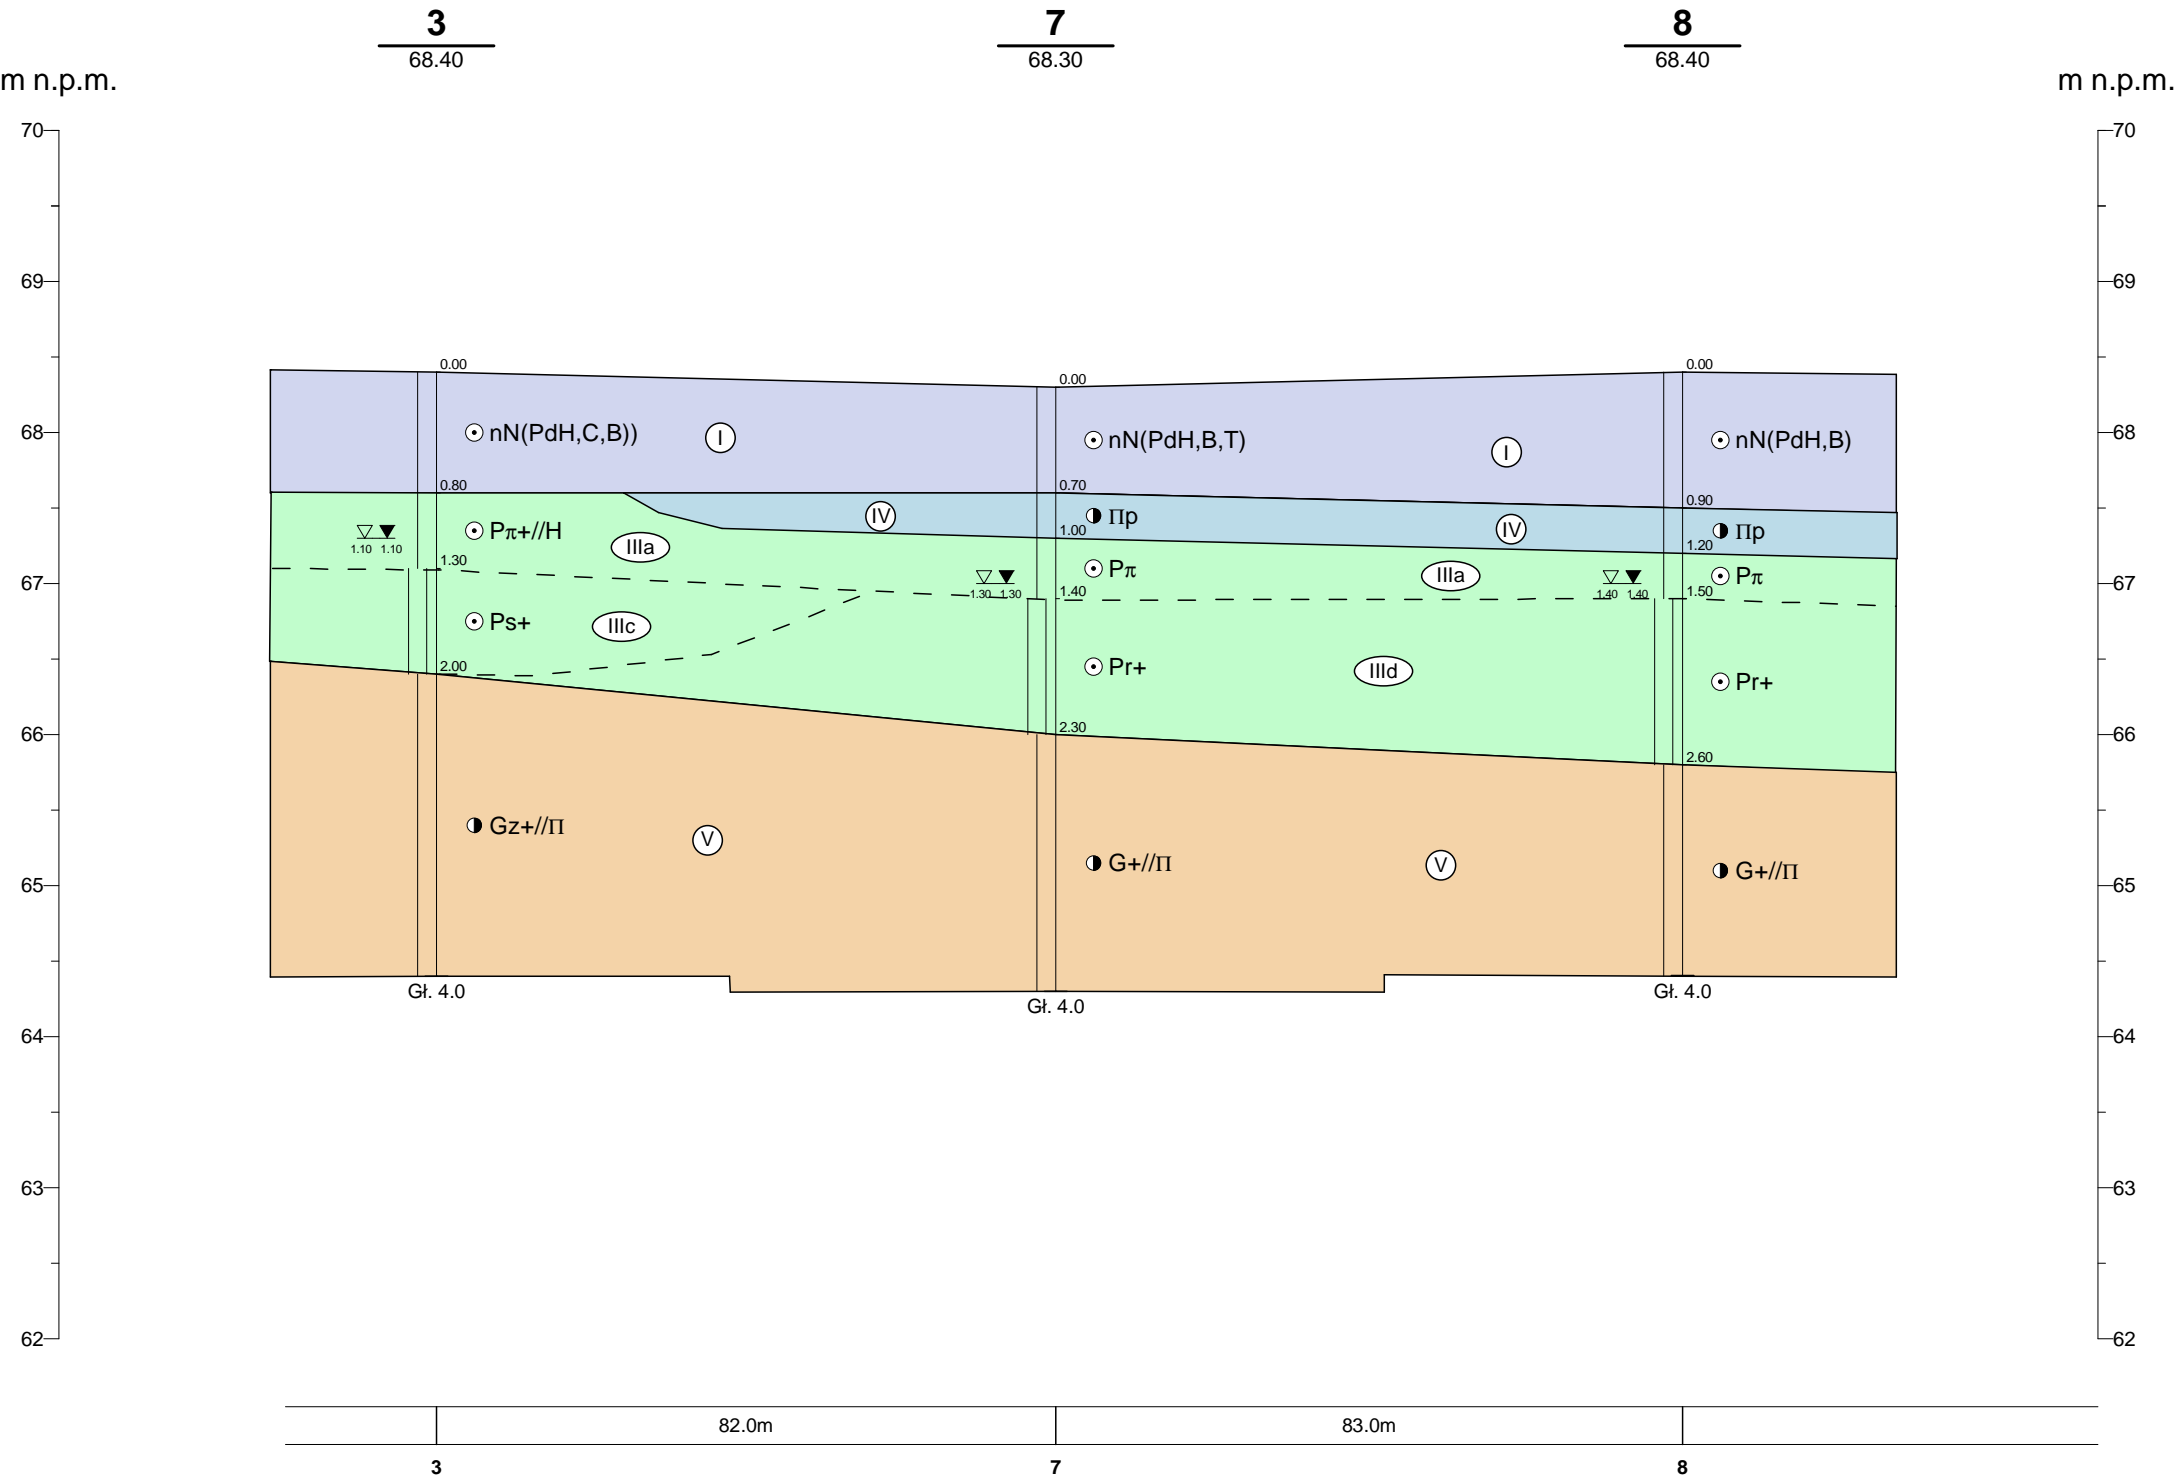 3 7 8
68.40 68.30 68.40
m n.p.m. m n.p.m.
70 70
69 69
0.00 0.00
0.00
68 nN(PdH,C,B)) I nN(PdH,B,T) I nN(PdH,B) 68
0.80 0.70 0.90
IV Πp IV Πp
Pπ+//H IIIa 1.00 1.20
1.10 1.10 1.30 Pπ IIIa Pπ
67 67
1.30 1.30 1.40 1.40 1.40 1.50
Ps+ IIIc
2.00 Pr+ IIId Pr+
66 2.30 66
2.60
Gz+//Π V
G+//Π V G+//Π
65 65
Gł. 4.0 Gł. 4.0 Gł. 4.0
64 64
63 63
62 62
82.0m 83.0m
3 7 8